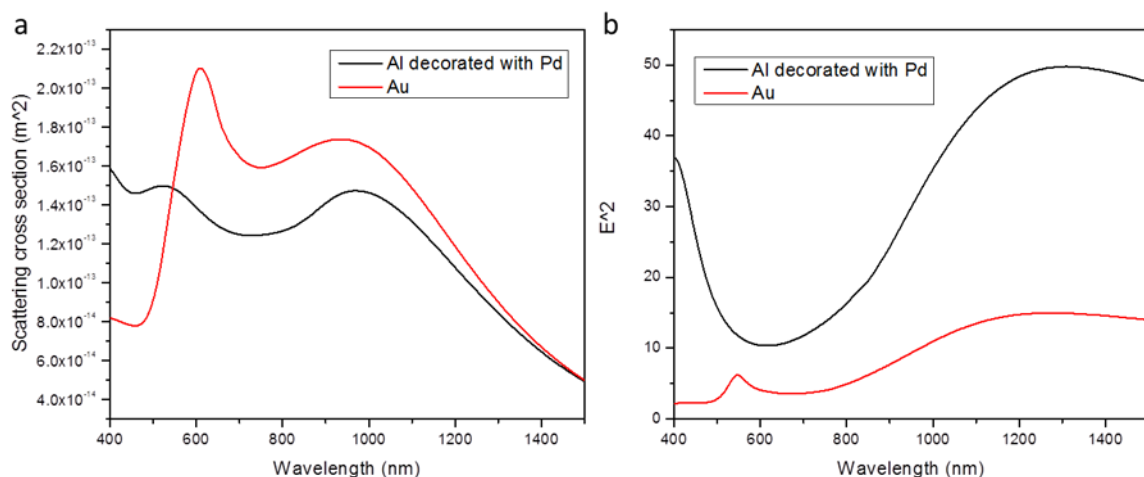 a
Scattering cross section (m^2)
2.2x10⁻¹³
2.0x10⁻¹³
1.8x10⁻¹³
1.6x10⁻¹³
1.4x10⁻¹³
1.2x10⁻¹³
1.0x10⁻¹³
8.0x10⁻¹⁴
6.0x10⁻¹⁴
4.0x10⁻¹⁴
Al decorated with Pd
Au
400 600 800 1000 1200 1400
Wavelength (nm)
b
E^2
50
40
30
20
10
0
Al decorated with Pd
Au
400 600 800 1000 1200 1400
Wavelength (nm)